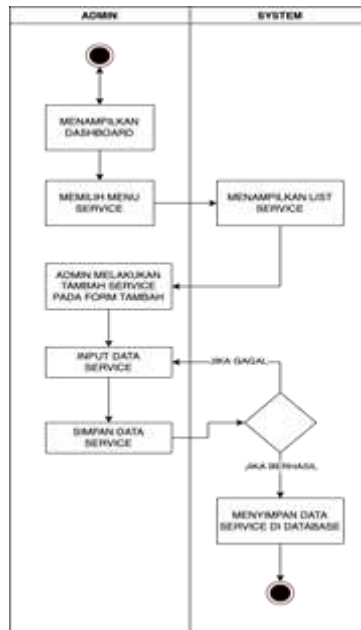 ADMIN
SYSTEM
MENAMPILKAN
DASHBOARD
MEMILIH MENU
SERVICE
MENAMPILKAN LIST
SERVICE
ADMIN MELAKUKAN
TAMBAH SERVICE
PADA FORM TAMBAH
INPUT DATA
SERVICE
JIKA GAGAL
SIMPAN DATA
SERVICE
JIKA BERHASIL
MENYIMPAN DATA
SERVICE DI DATABASE